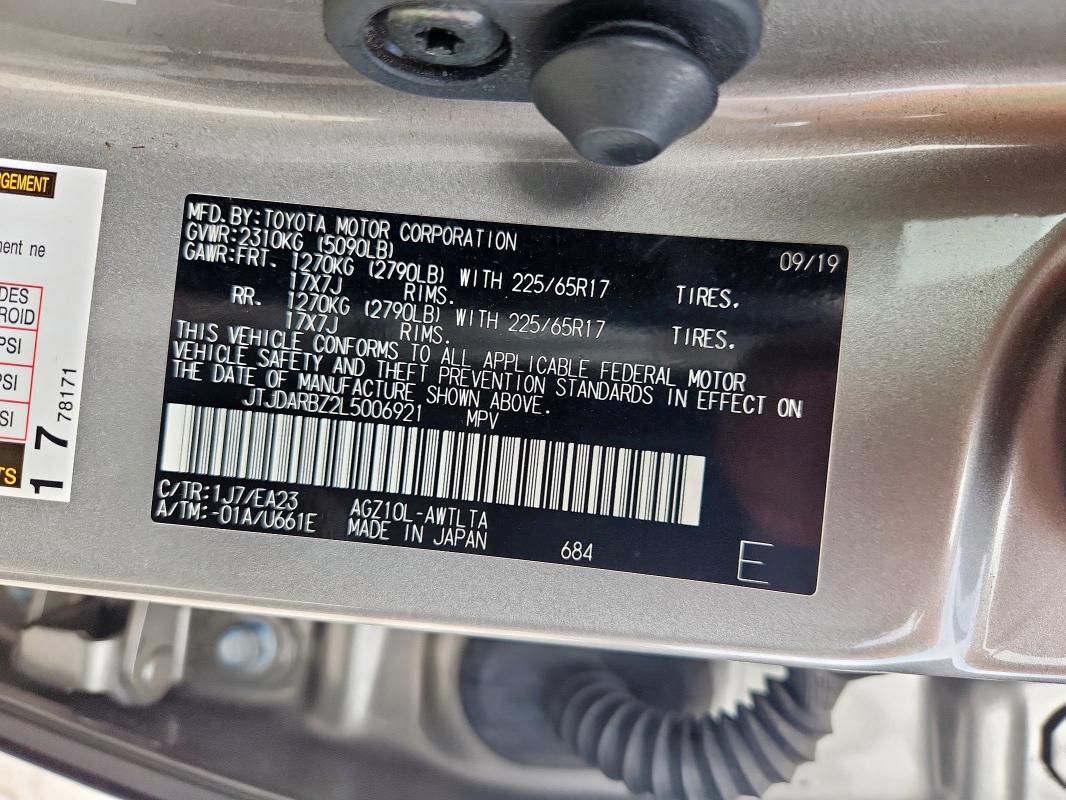 RGEMENT
ment ne
DES
ROID
PSI
PSI
SI
TS
1 7 78171
MFD.BY:TOYOTA MOTOR CORPORATION 09/19
GVWR:2310KG (5090LB)
GAWR:FRT. 1270KG (2790LB) WITH 225/65R17 TIRES.
17X7J RIMS.
RR. 1270KG (2790LB) WITH 225/65R17 TIRES.
17X7J RIMS.
THIS VEHICLE CONFORMS TO ALL APPLICABLE FEDERAL MOTOR
VEHICLE SAFETY AND THEFT PREVENTION STANDARDS IN EFFECT ON
THE DATE OF MANUFACTURE SHOWN ABOVE.
JTJDARBZ2L5006921 MPV
C/TR:1J7/EA23 AGZ10L-AWTLTA
A/TM:-01A/U661E MADE IN JAPAN 684 E